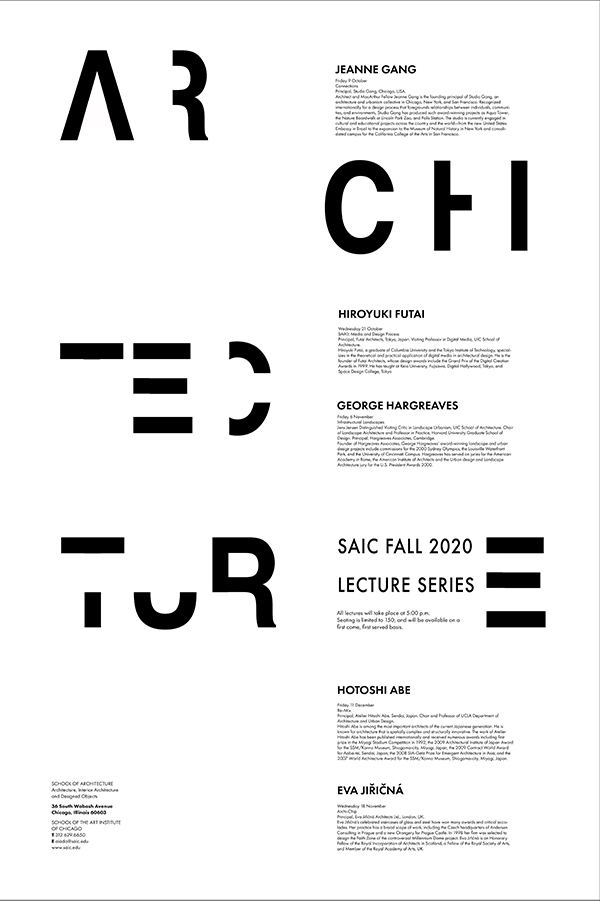 AR
JEANNE GANG
Friday 9 October
Connections
Principal, Studio Gang, Chicago, USA.
Architect and MacArthur Fellow Jeanne Gang is the founding principal of Studio Gang, an
architecture and urbanism collective in Chicago, New York, and San Francisco. Recognized
internationally for a design process that foregrounds relationships between individuals, communi-
ties, and environments, Studio Gang has produced such award-winning projects as Aqua Tower,
the Nature Boardwalk at Lincoln Park Zoo, and Polis Station. The studio is currently engaged in
cultural and educational projects across the country and the world—from the new United States
Embassy in Brazil to the expansion to the Museum of Natural History in New York and consoli-
dated campus for the California College of the Arts in San Francisco.
CHI
HIROYUKI FUTAI
Wednesday 21 October
SAIKI: Media and Design Process
Principal, Futai Architects, Tokyo, Japan. Visiting Professor in Digital Media, UIC School of
Architecture.
Hiroyuki Futai, a graduate of Columbia University and the Tokyo Institute of Technology, special-
izes in the theoretical and practical application of digital media in architectural design. He is the
founder of Futai Architects, whose design awards include the Grand Prix of the Digital Creation
Awards in 1999. He has taught at Keio University, Fujisawa, Digital Hollywood, Tokyo, and
Space Design College, Tokyo
TEC
GEORGE HARGREAVES
Friday 6 November
Infrastructural Landscapes
Jens Jensen Distinguished Visiting Critic in Landscape Urbanism, UIC School of Architecture. Chair
of Landscape Architecture and Professor in Practice, Harvard University Graduate School of
Design. Principal, Hargreaves Associates, Cambridge.
Founder of Hargreaves Associates, George Hargreaves' award-winning landscape and urban
design projects include commissions for the 2000 Sydney Olympics, the Louisville Waterfront
Park, and the University of Cincinnati Campus. Hargreaves has served on juries for the American
Academy in Rome, the American Institute of Architects and the Urban design and Landscape
Architecture jury for the U.S. President Awards 2000.
TUR
SAIC FALL 2020
LECTURE SERIES
E
All lectures will take place at 5:00 p.m.
Seating is limited to 150, and will be available on a
first come, first served basis.
HOTOSHI ABE
Friday 11 December
Re-Mix
Principal, Atelier Hitoshi Abe, Sendai, Japan. Chair and Professor of UCLA Department of
Architecture and Urban Design.
Hitoshi Abe is among the most important architects of the current Japanese generation. He is
known for architecture that is spatially complex and structurally innovative. The work of Atelier
Hitoshi Abe has been published internationally and received numerous awards including first
prize in the Miyagi Stadium Competition in 1992, the 2009 Architectural Institute of Japan Award
for the SSM/Kanno Museum, Shiogama-city, Miyagi, Japan, the 2009 Contract World Award
for Aoba-tei, Sendai, Japan, the 2008 SIA-Getz Prize for Emergent Architecture in Asia, and the
2007 World Architecture Award for SSM/Kanno Museum, Shiogama-city, Miyagi, Japan.
SCHOOL OF ARCHITECTURE
Architecture, Interior Architecture
and Designed Objects
36 South Wabash Avenue
Chicago, Illinois 60603
SCHOOL OF THE ART INSTITUTE
OF CHICAGO
T 312 629 6650
E aiado@saic.edu
www.saic.edu
EVA JIŘIČNÁ
Wednesday 18 November
Archi-Chip
Principal, Eva Jiřičná Architects Ltd., London, UK.
Eva Jiřičná's celebrated staircases of glass and steel have won many awards and critical acco-
lades. Her practice has a broad scope of work, including the Czech headquarters of Andersen
Consulting in Prague and a new Orangery for Prague Castle. In 1998 her firm was selected to
design the Faith Zone of the controversial Millennium Dome project. Eva Jiřičná is an Honorary
Fellow of the Royal Incorporation of Architects in Scotland, a Fellow of the Royal Society of Arts,
and Member of the Royal Academy of Arts, UK.